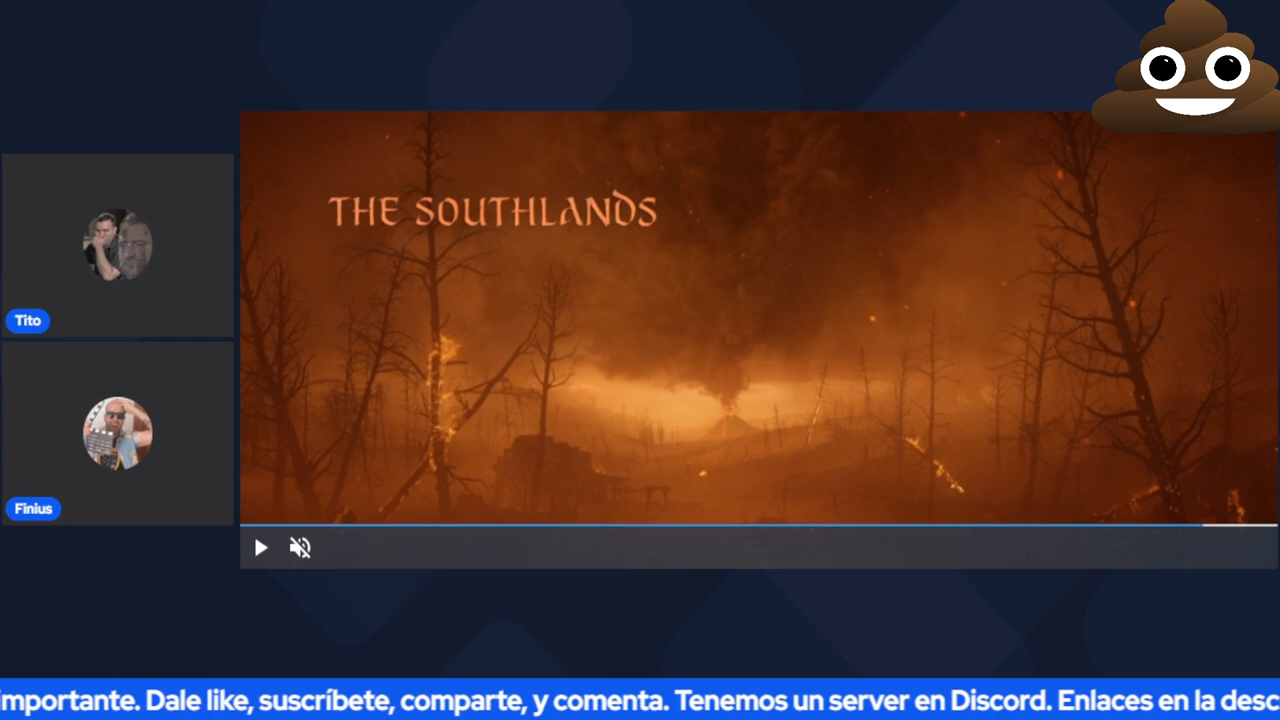 THE SOUTHLANDS
Tito
Finius
importante. Dale like, suscríbete, comparte, y comenta. Tenemos un server en Discord. Enlaces en la desc